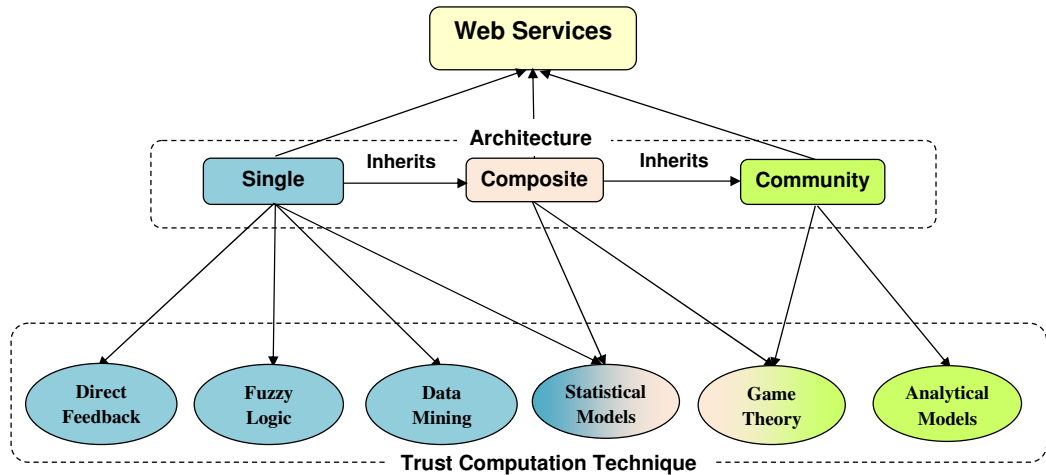 Web Services
Architecture
Inherits
Inherits
Single
Composite
Community
Direct
Feedback
Fuzzy
Logic
Data
Mining
Statistical
Models
Game
Theory
Analytical
Models
Trust Computation Technique